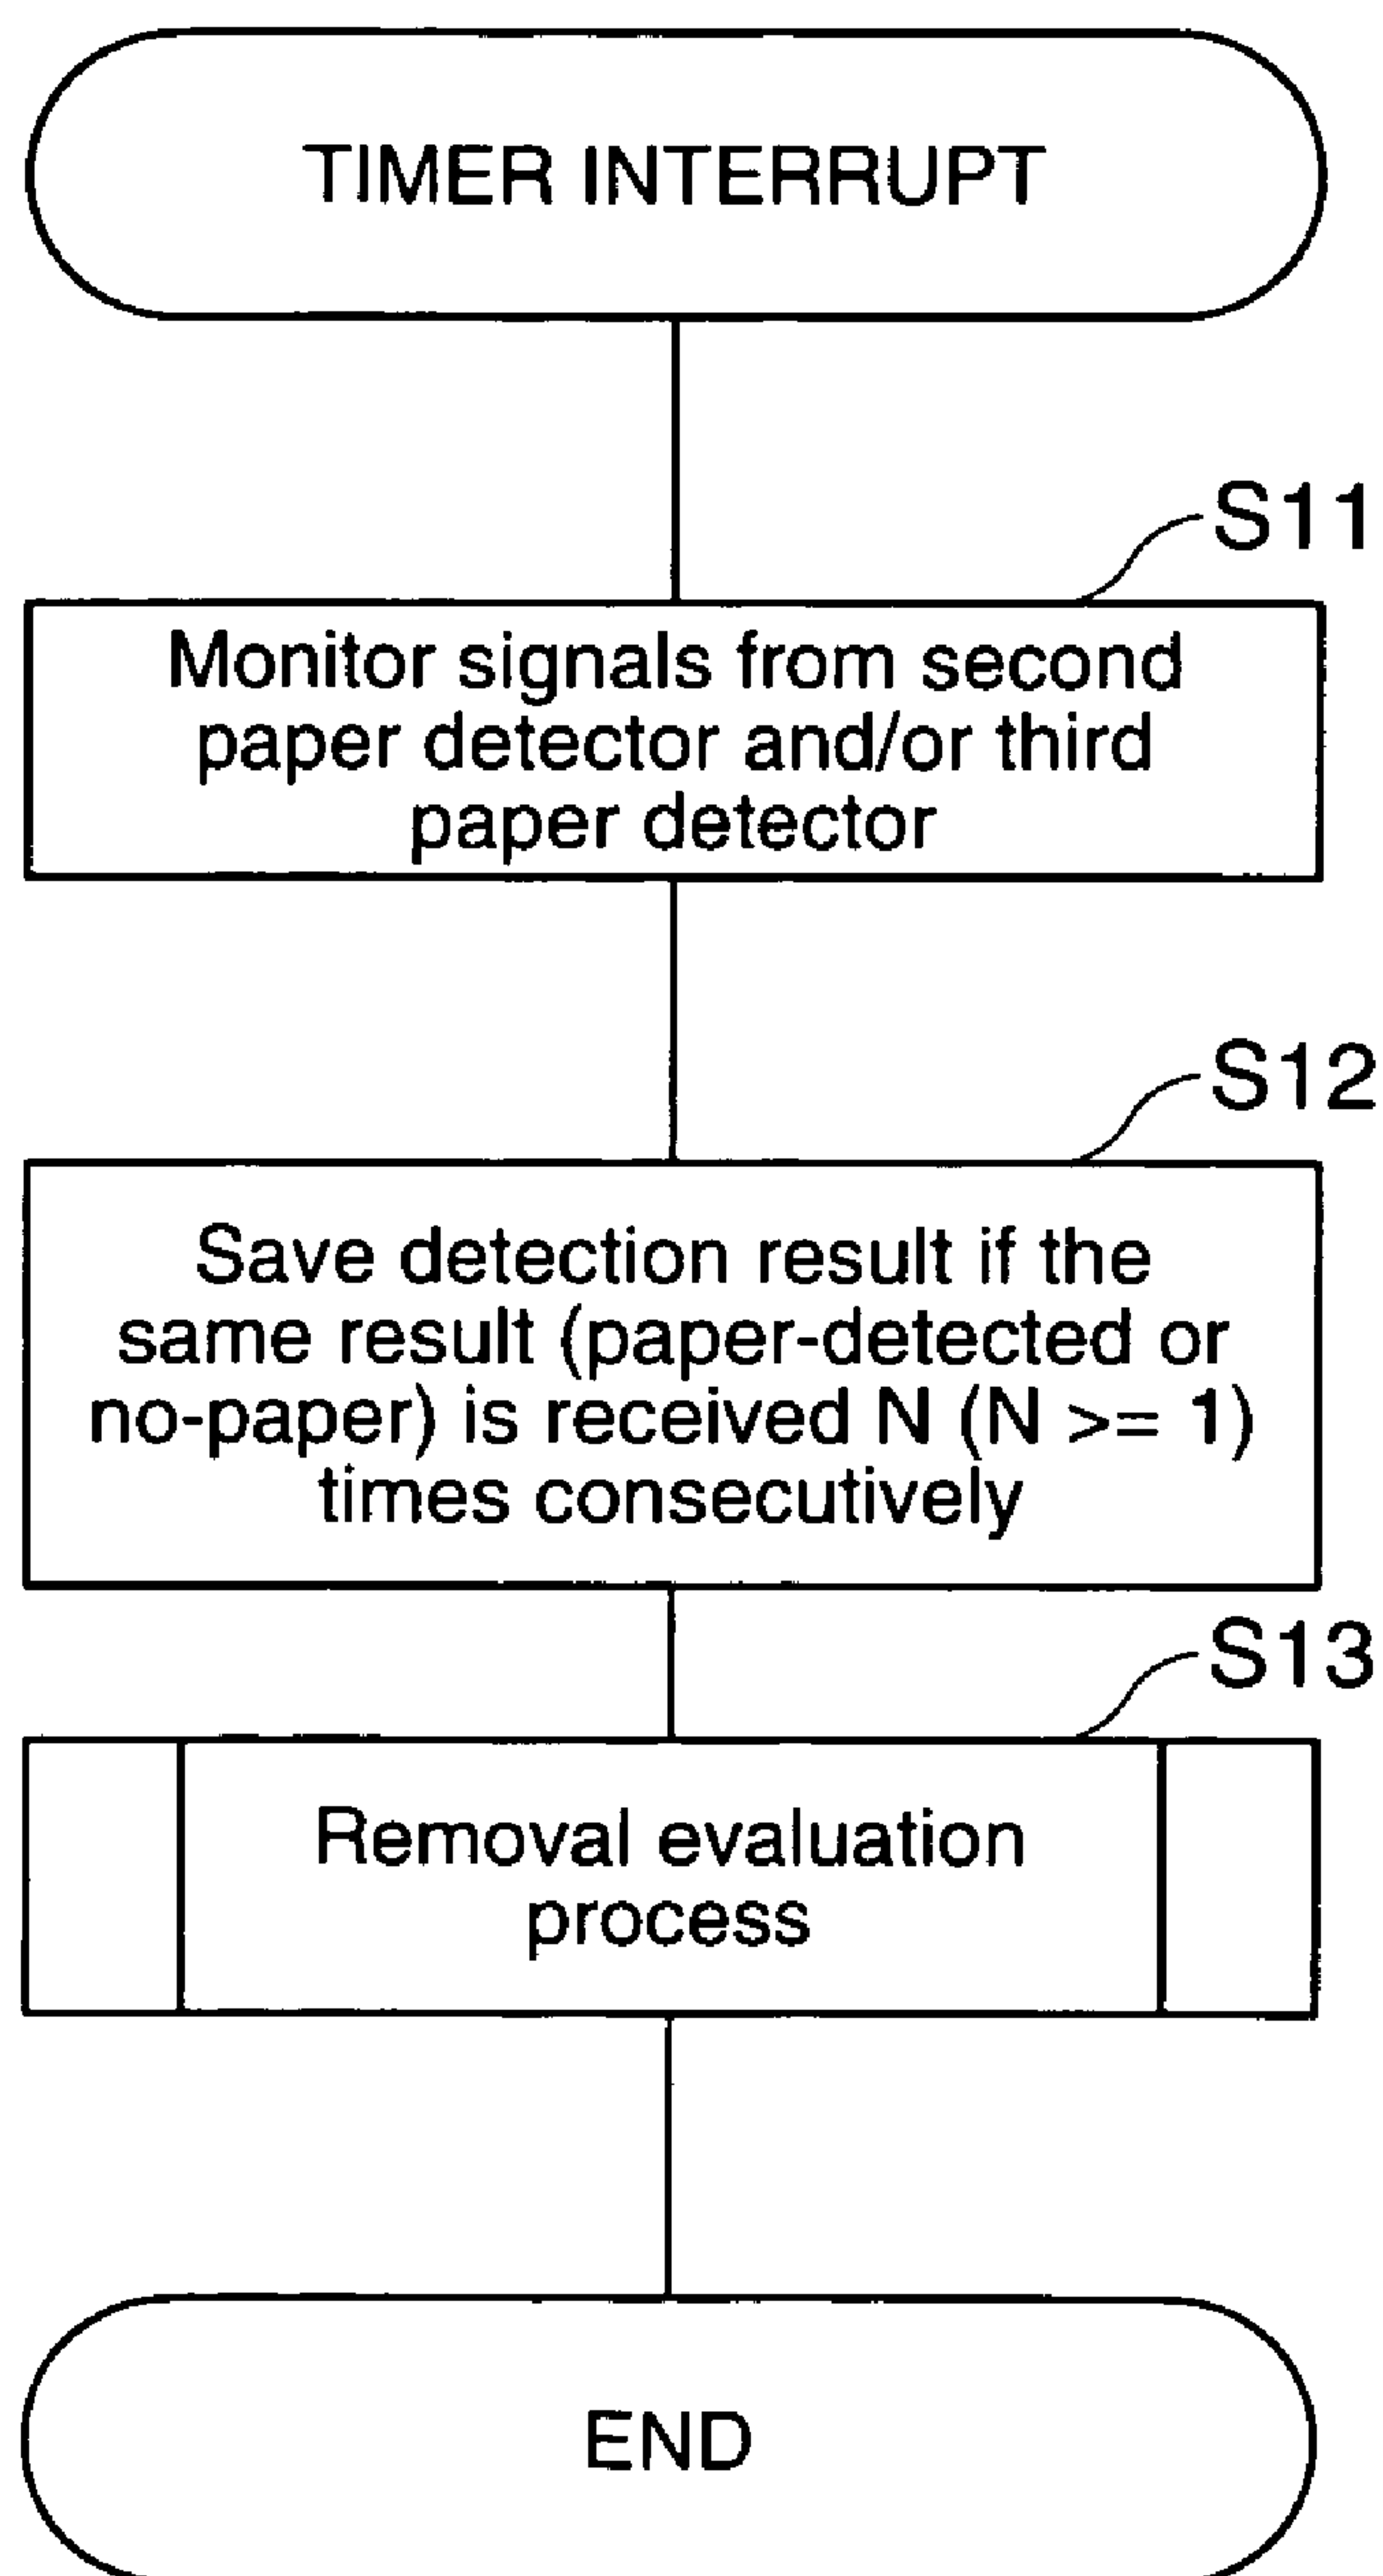 TIMER INTERRUPT
S11
Monitor signals from second
paper detector and/or third
paper detector
S12
Save detection result if the
same result (paper-detected or
no-paper) is received N (N >= 1)
times consecutively
S13
Removal evaluation
process
END